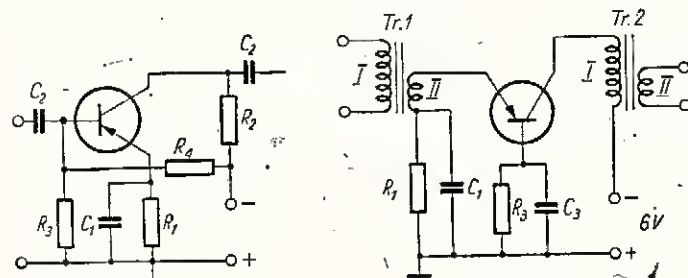 C₂
C₂
R₂
R₄
R₃
C₁
R₁
−
+
Tr.1
I
II
R₁
C₁
R₃
C₃
Tr.2
I
II
−
6V
+